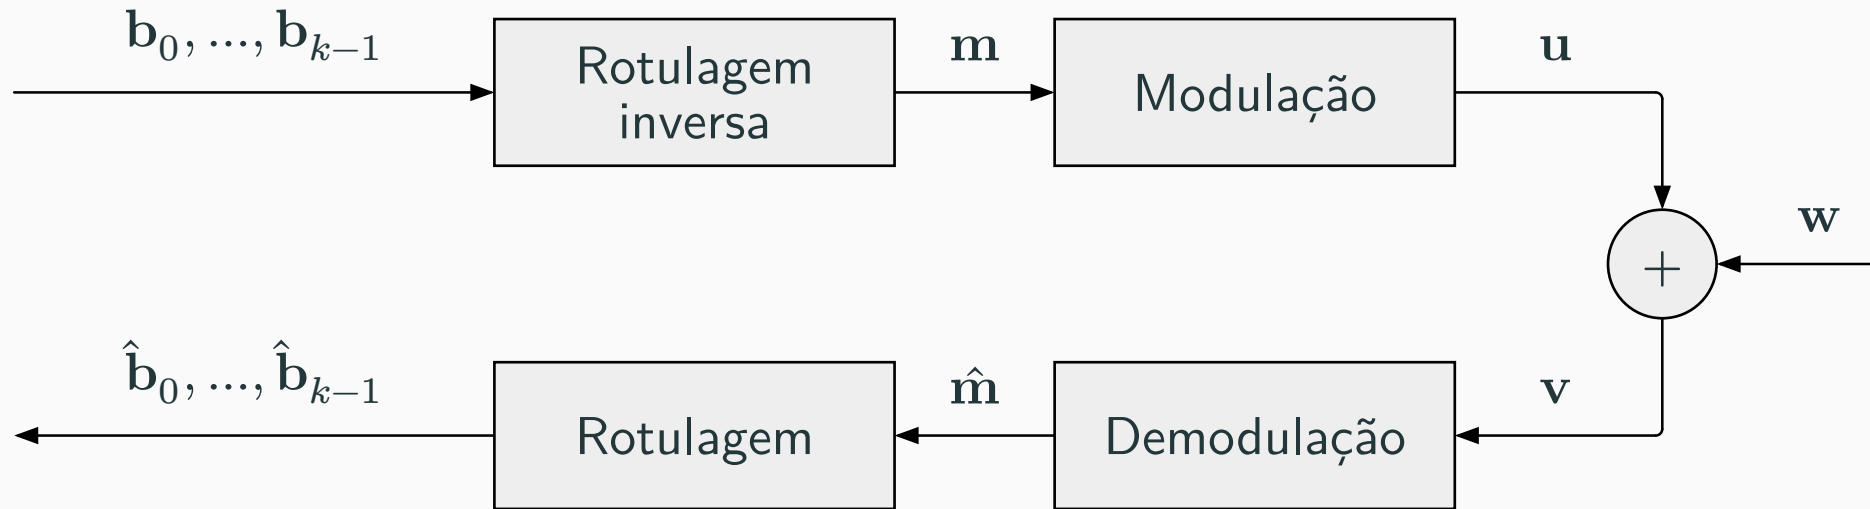 𝐛₀, ..., 𝐛ₖ₋₁
Rotulagem
inversa
𝐦
Modulação
𝐮
+
𝐰
𝐛̂₀, ..., 𝐛̂ₖ₋₁
Rotulagem
𝐦̂
Demodulação
𝐯